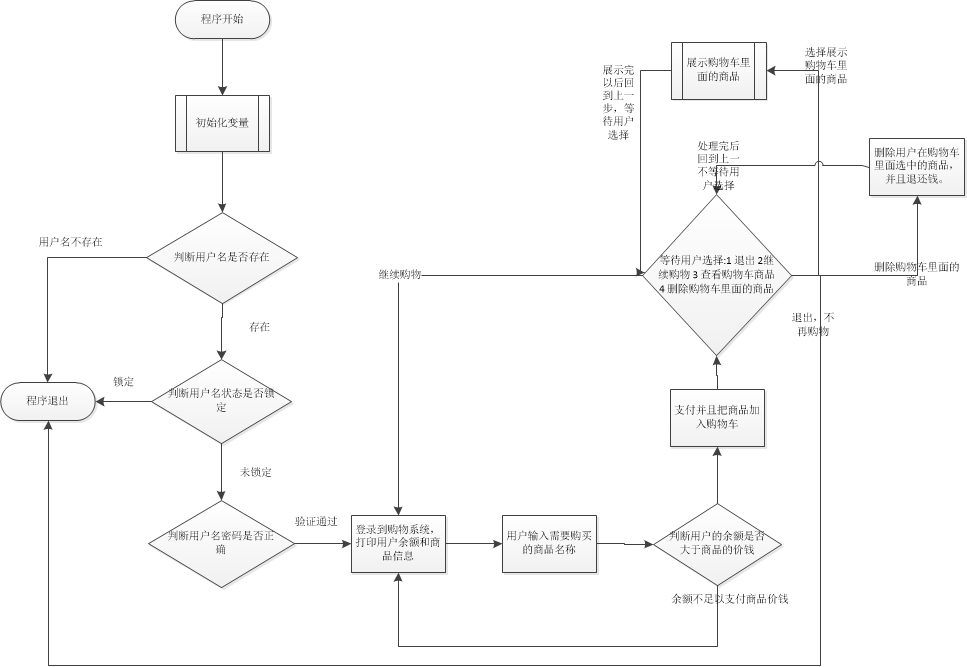 程序开始
初始化变量
判断用户名是否存在
用户名不存在
存在
判断用户名状态是否锁
定
锁定
程序退出
未锁定
判断用户名密码是否正
确
验证通过
登录到购物系统,
打印用户余额和商
品信息
用户输入需要购买
的商品名称
判断用户的余额是否
大于商品的价钱
余额不足以支付商品价钱
支付并且把商品加
入购物车
等待用户选择:1 退出 2继
续购物 3 查看购物车商品
4 删除购物车里面的商品
继续购物
展示完
以后回
到上一
步，等
待用户
选择
展示购物车里
面的商品
选择展示
购物车里
面的商品
处理完后
回到上一
不等待用
户选择
删除用户在购物车
里面选中的商品，
并且退还钱。
删除购物车里面的
商品
退出，不
再购物